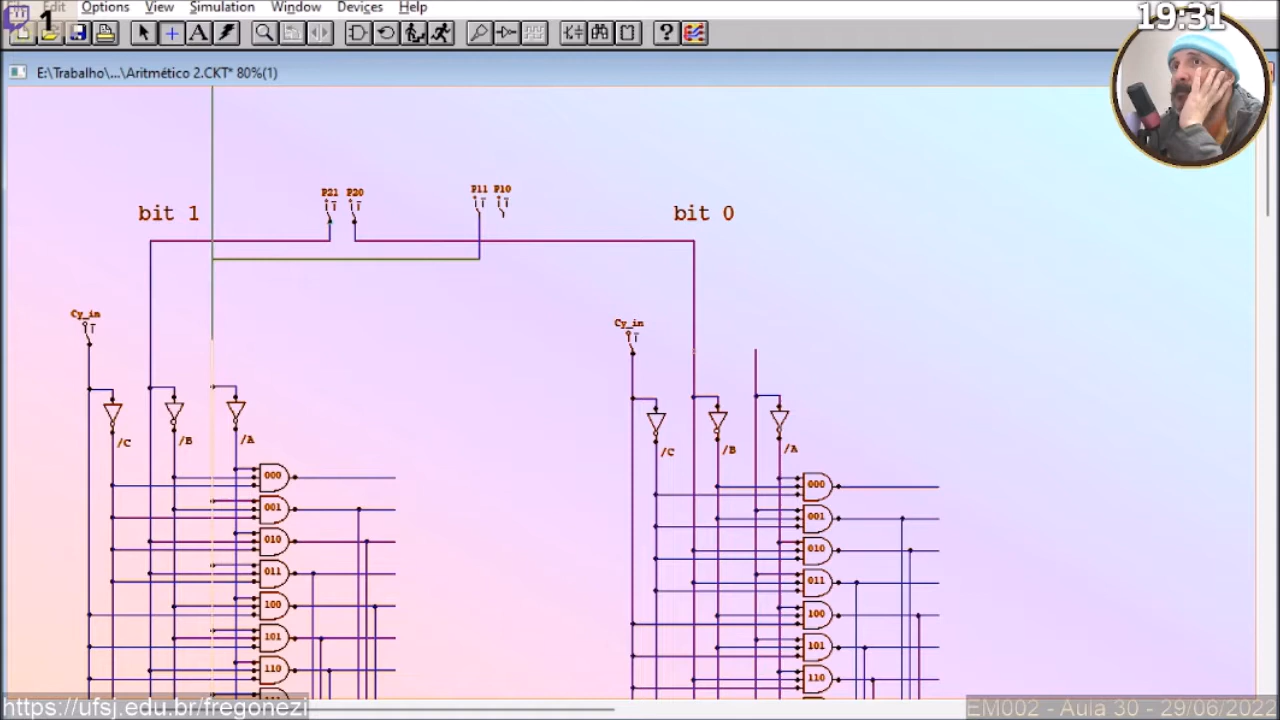 Edit Options View Simulation Window Devices Help
1
19:31
E:\Trabalho\...\Aritmético 2.CKT* 80%(1)
P21 P20 P11 P10
bit 1 bit 0
Cy_in Cy_in
/C /B /A /C /B /A
000 000
001 001
010 010
011 011
100 100
101 101
110 110
https://ufsj.edu.br/fregonezi
EM002 - Aula 30 - 29/06/2022